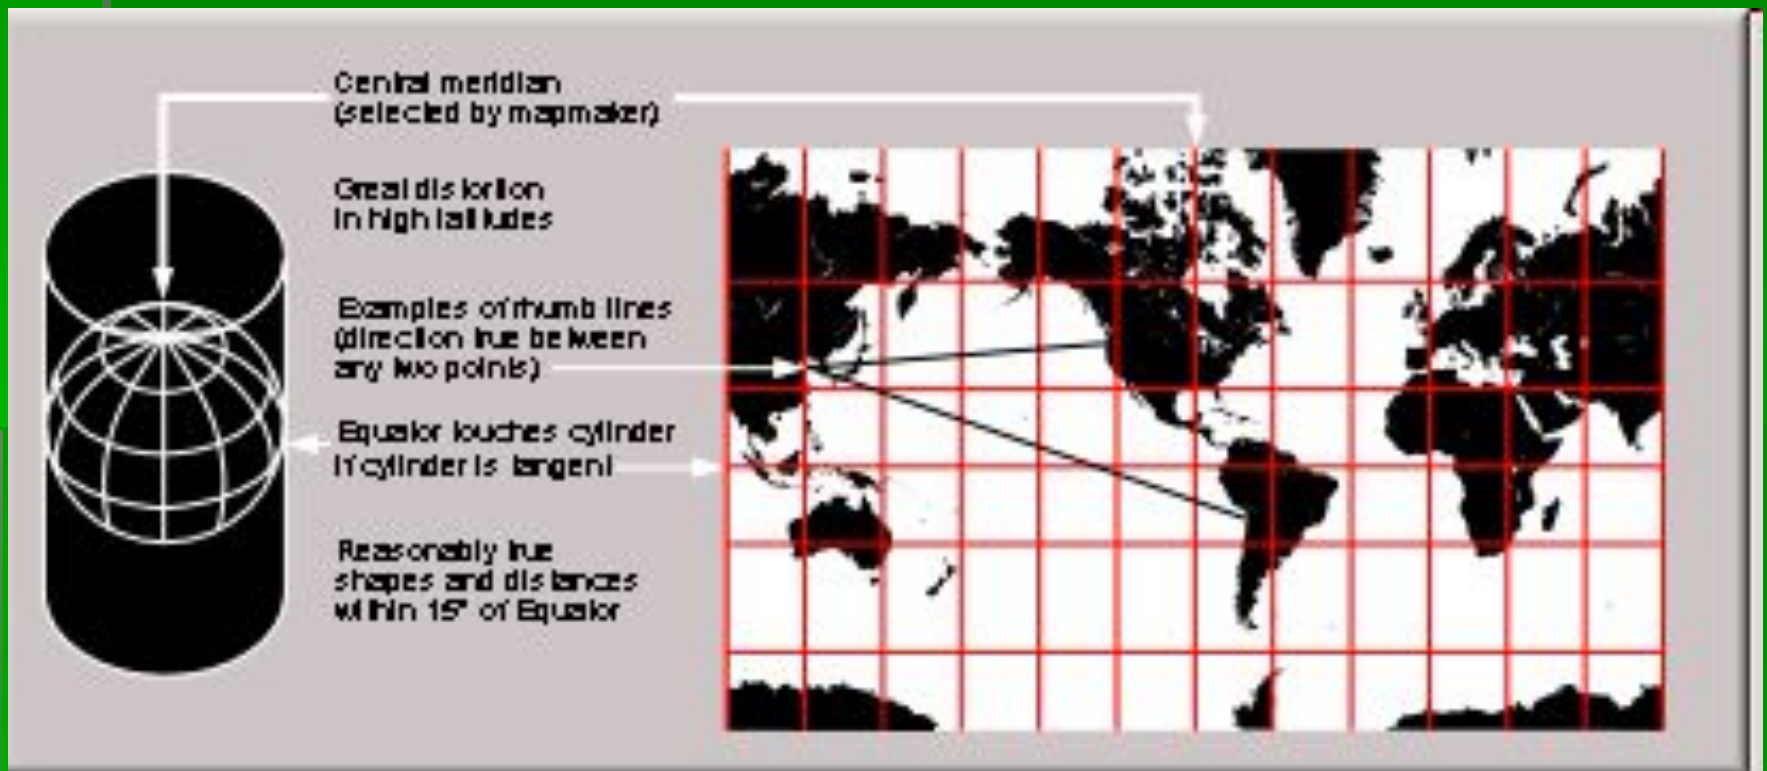 Central meridian
(selected by mapmaker)
Great distortion
in high latitudes
Examples of rhumb lines
(direction true between
any two points)
Equator touches cylinder
if cylinder is tangent
Reasonably true
shapes and distances
within 15° of Equator